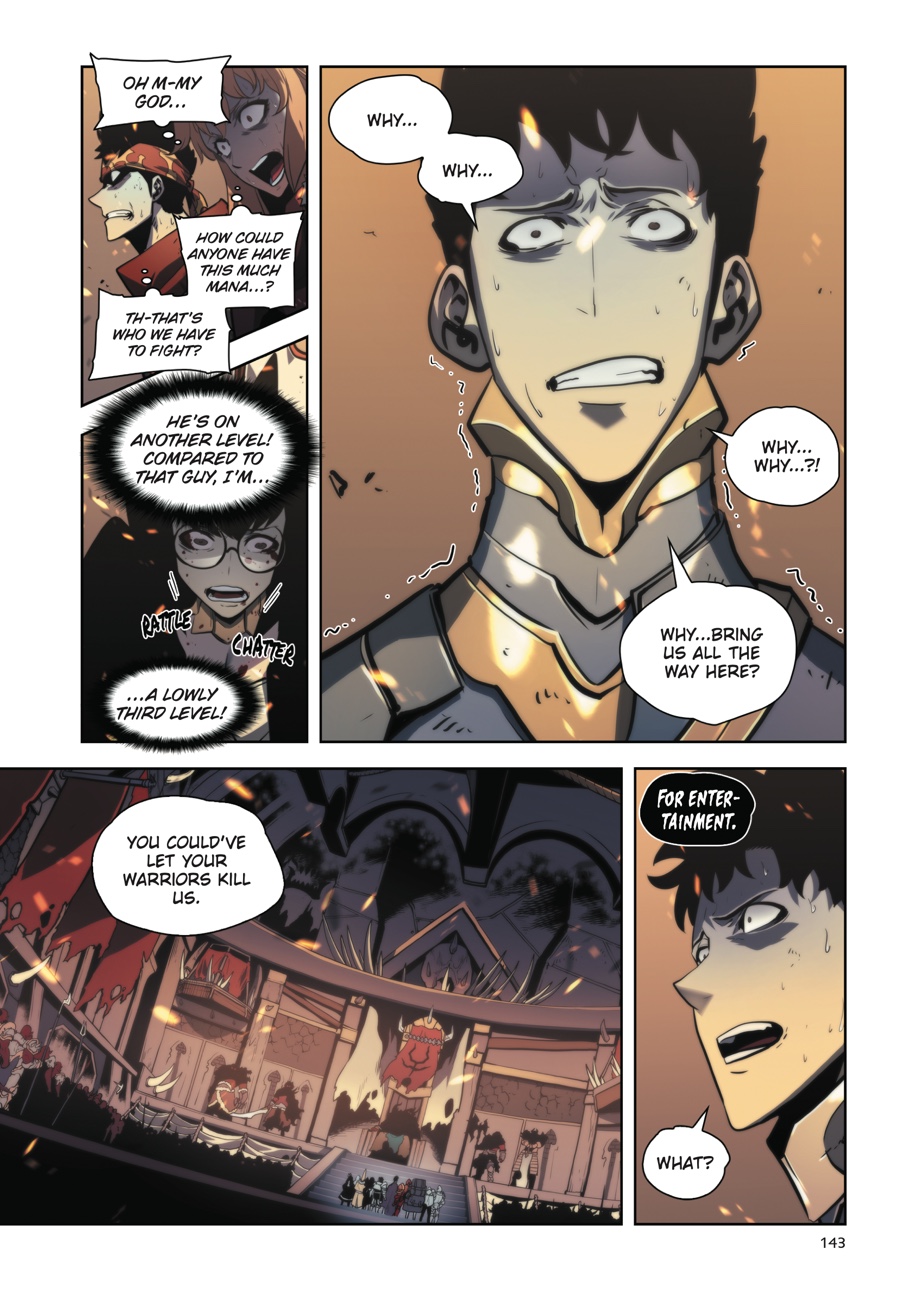 OH M-MY
GOD...
HOW COULD
ANYONE HAVE
THIS MUCH
MANA...?
TH-THAT'S
WHO WE HAVE
TO FIGHT?
HE'S ON
ANOTHER LEVEL!
COMPARED TO
THAT GUY, I'M...
RATTLE
CHATTER
...A LOWLY
THIRD LEVEL!
WHY...
WHY...
WHY...
WHY...?!
WHY...BRING
US ALL THE
WAY HERE?
YOU COULD'VE
LET YOUR
WARRIORS KILL
US.
FOR ENTER-
TAINMENT.
WHAT?
143